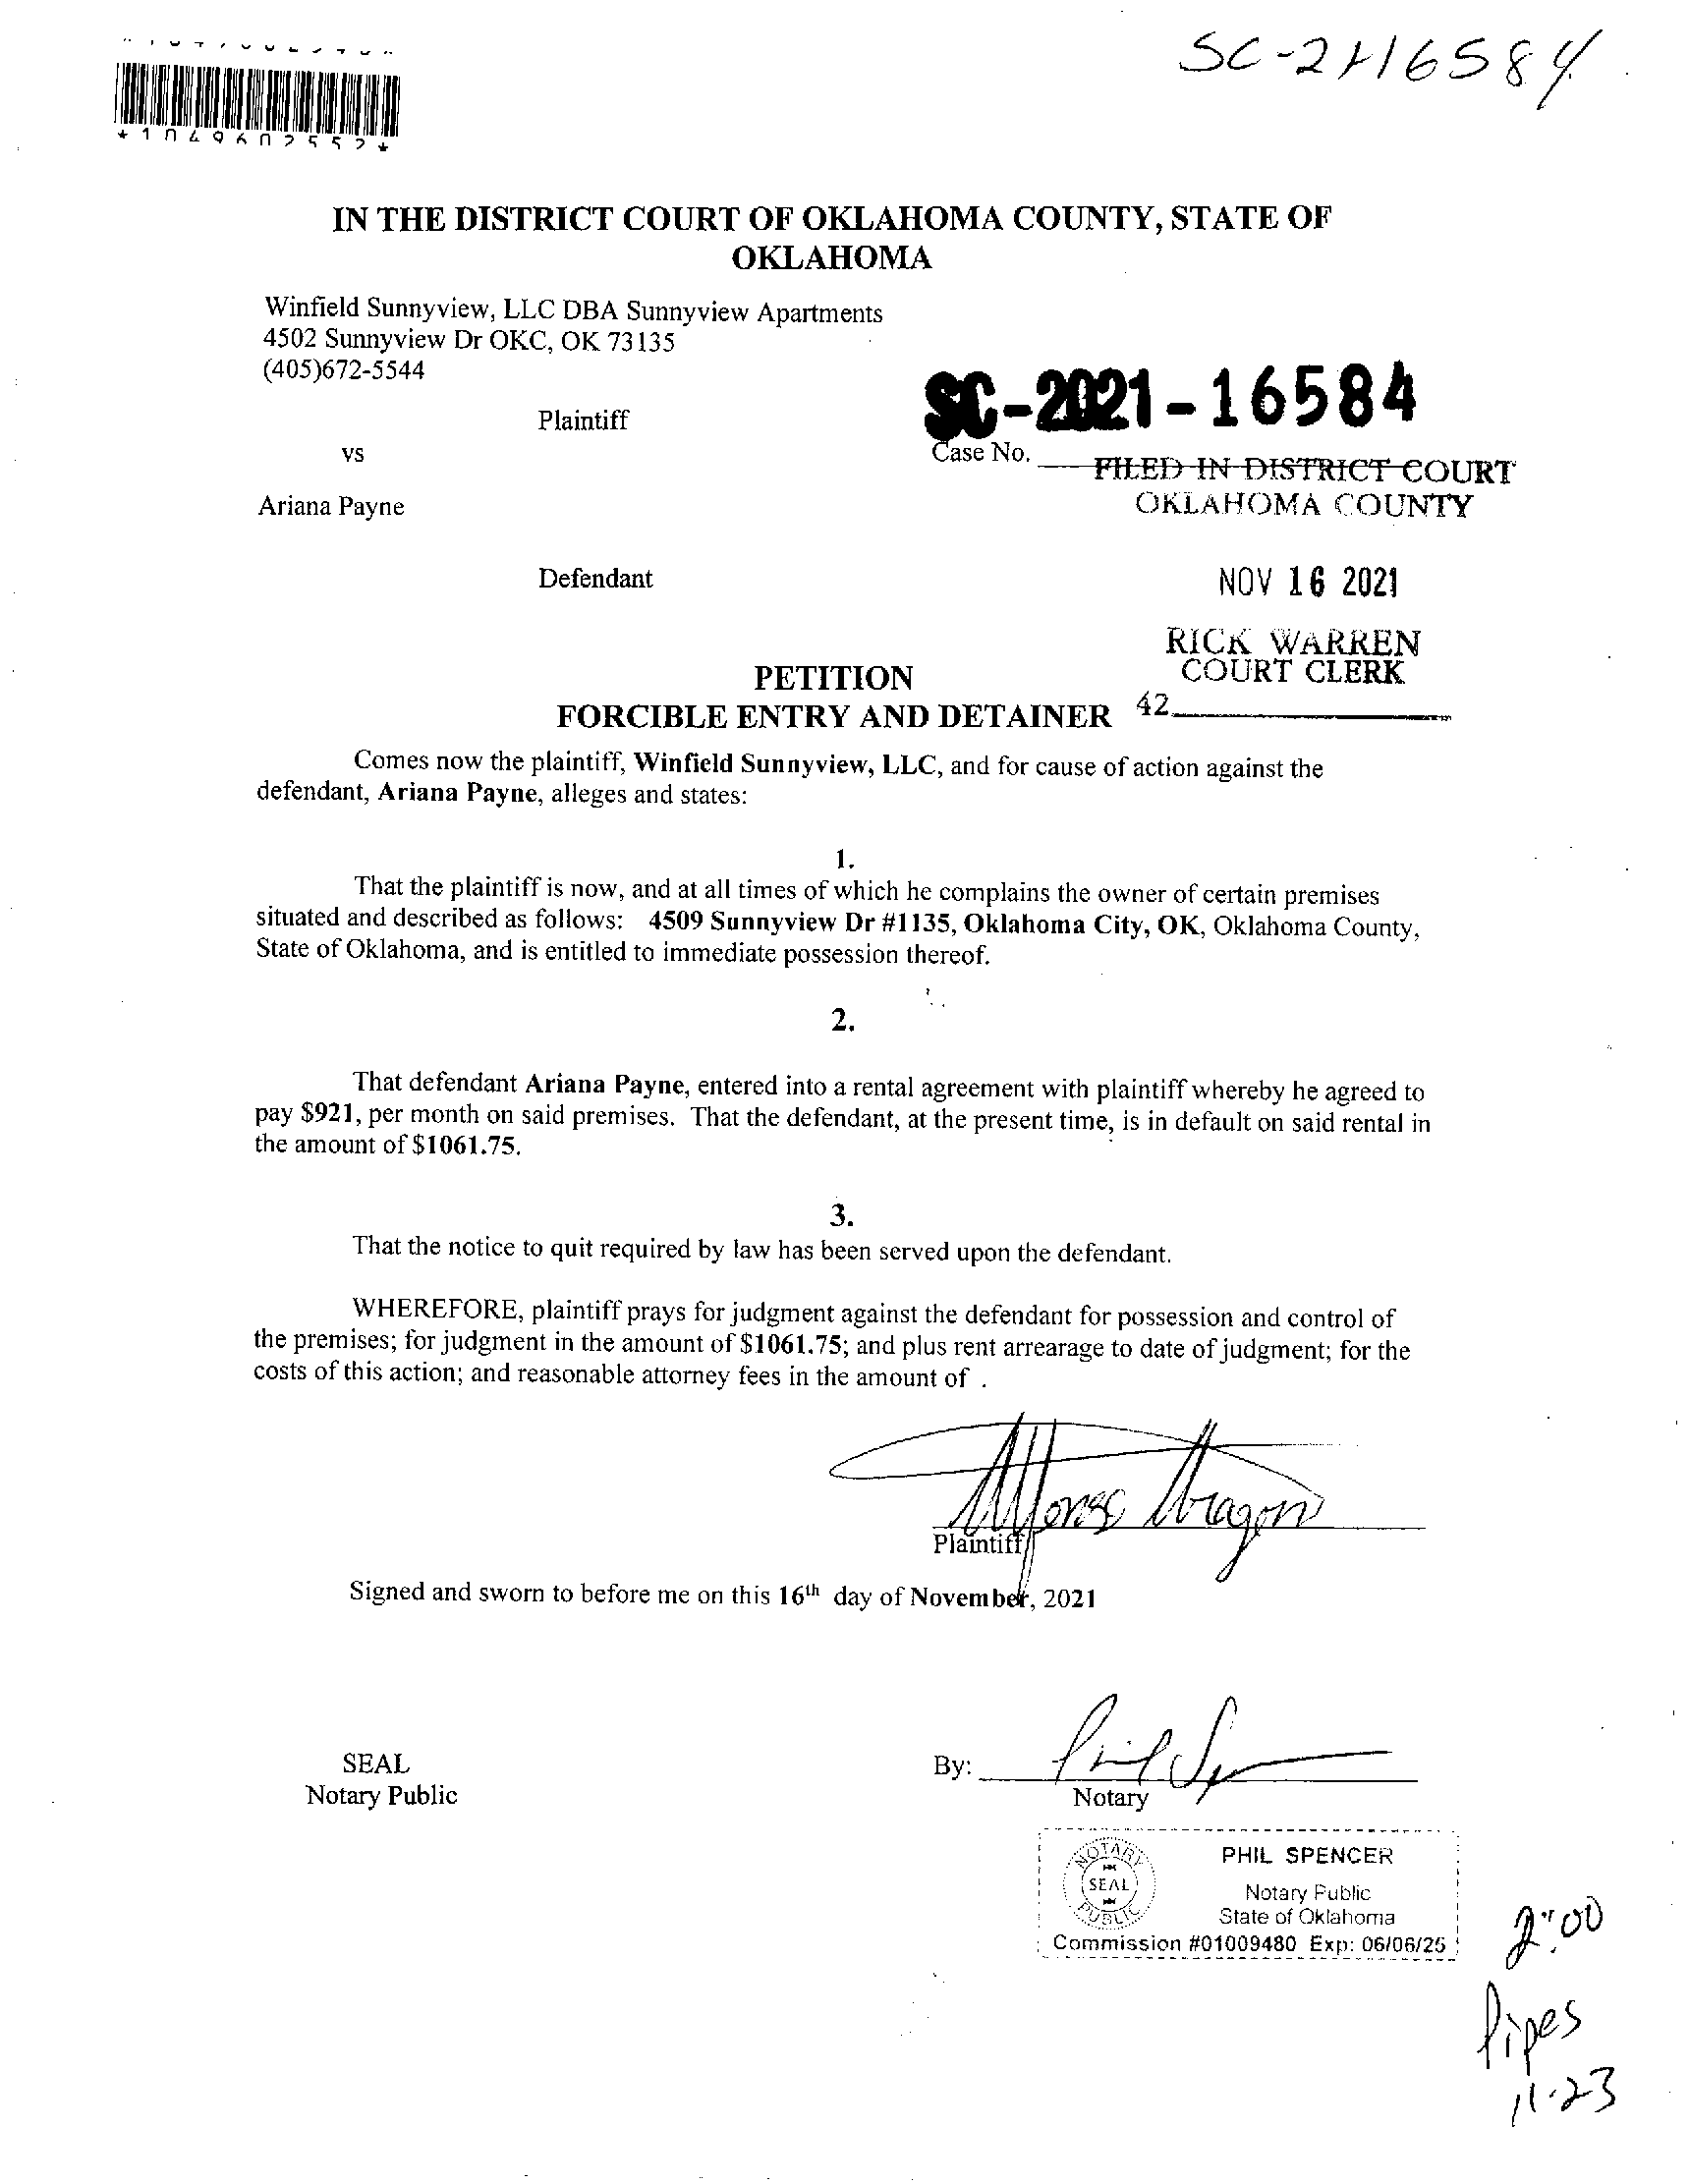 SC-21-16584
IN THE DISTRICT COURT OF OKLAHOMA COUNTY, STATE OF
OKLAHOMA
Winfield Sunnyview, LLC DBA Sunnyview Apartments
4502 Sunnyview Dr OKC, OK 73135
(405)672-5544
SC-2021-16584
Plaintiff
vs
Case No.
FILED IN DISTRICT COURT
OKLAHOMA COUNTY
Ariana Payne
Defendant
NOV 16 2021
RICK WARREN
COURT CLERK
42
PETITION
FORCIBLE ENTRY AND DETAINER
Comes now the plaintiff, Winfield Sunnyview, LLC, and for cause of action against the
defendant, Ariana Payne, alleges and states:
1.
That the plaintiff is now, and at all times of which he complains the owner of certain premises
situated and described as follows: 4509 Sunnyview Dr #1135, Oklahoma City, OK, Oklahoma County,
State of Oklahoma, and is entitled to immediate possession thereof.
2.
That defendant Ariana Payne, entered into a rental agreement with plaintiff whereby he agreed to
pay $921, per month on said premises. That the defendant, at the present time, is in default on said rental in
the amount of $1061.75.
3.
That the notice to quit required by law has been served upon the defendant.
WHEREFORE, plaintiff prays for judgment against the defendant for possession and control of
the premises; for judgment in the amount of $1061.75; and plus rent arrearage to date of judgment; for the
costs of this action; and reasonable attorney fees in the amount of .
Alfonso Aragon
Plaintiff
Signed and sworn to before me on this 16th day of November, 2021
SEAL
Notary Public
By:
Notary
NOTARY
SEAL
PUBLIC
PHIL SPENCER
Notary Public
State of Oklahoma
Commission #01009480 Exp: 06/06/25
2:00
Pipes
11-23